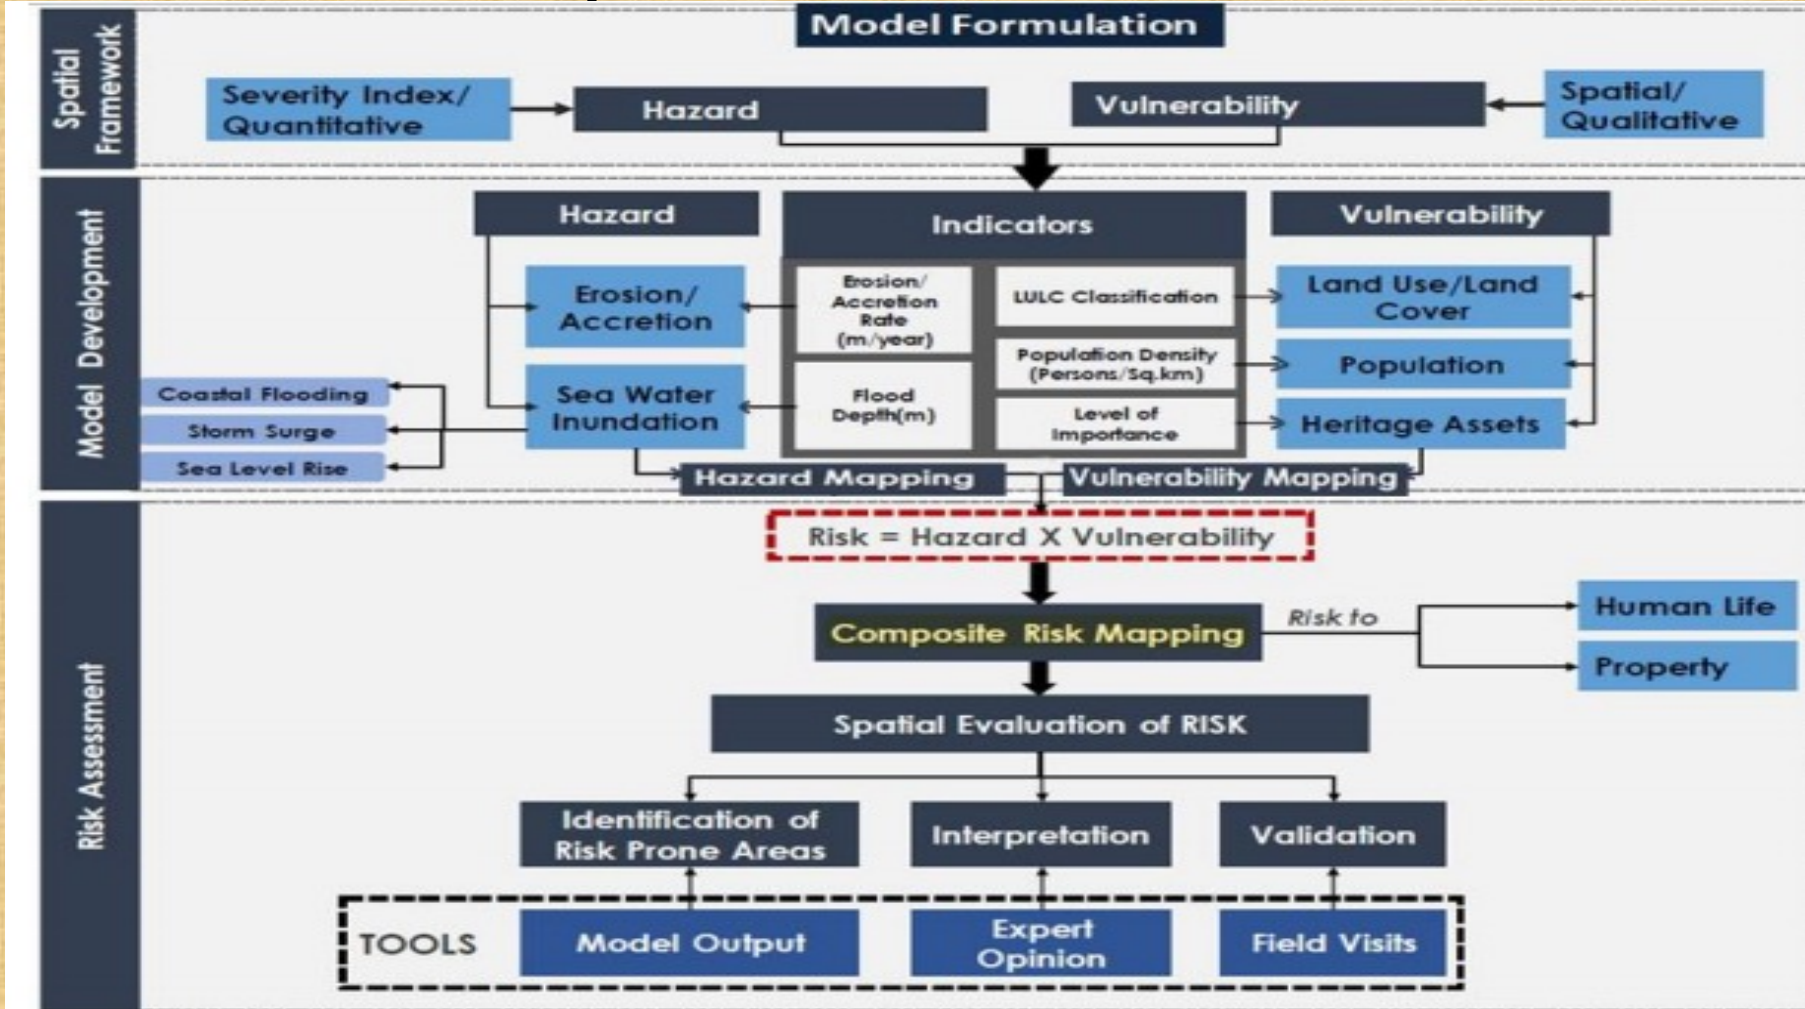 Model Formulation
Spatial
Framework
Severity Index/
Quantitative
Hazard
Vulnerability
Spatial/
Qualitative
Model Development
Hazard
Indicators
Vulnerability
Erosion/
Accretion
Erosion/
Accretion
Rate
(m/year)
LULC Classification
Land Use/Land
Cover
Population Density
(Persons/Sq.km)
Population
Coastal Flooding
Storm Surge
Sea Level Rise
Sea Water
Inundation
Flood
Depth(m)
Level of
Importance
Heritage Assets
Hazard Mapping
Vulnerability Mapping
Risk Assessment
Risk = Hazard X Vulnerability
Composite Risk Mapping
Risk to
Human Life
Property
Spatial Evaluation of RISK
Identification of
Risk Prone Areas
Interpretation
Validation
TOOLS
Model Output
Expert
Opinion
Field Visits